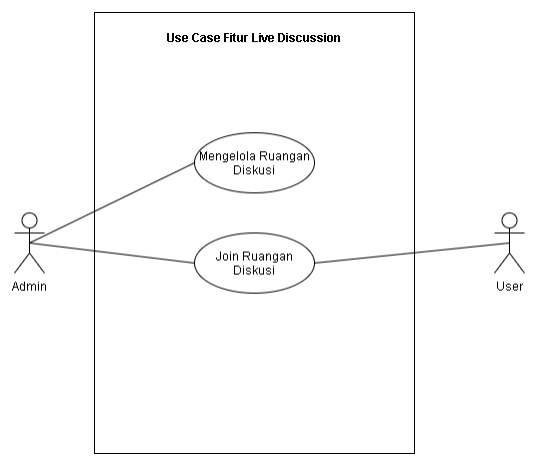 Use Case Fitur Live Discussion
Mengelola Ruangan
Diskusi
Join Ruangan
Diskusi
Admin
User